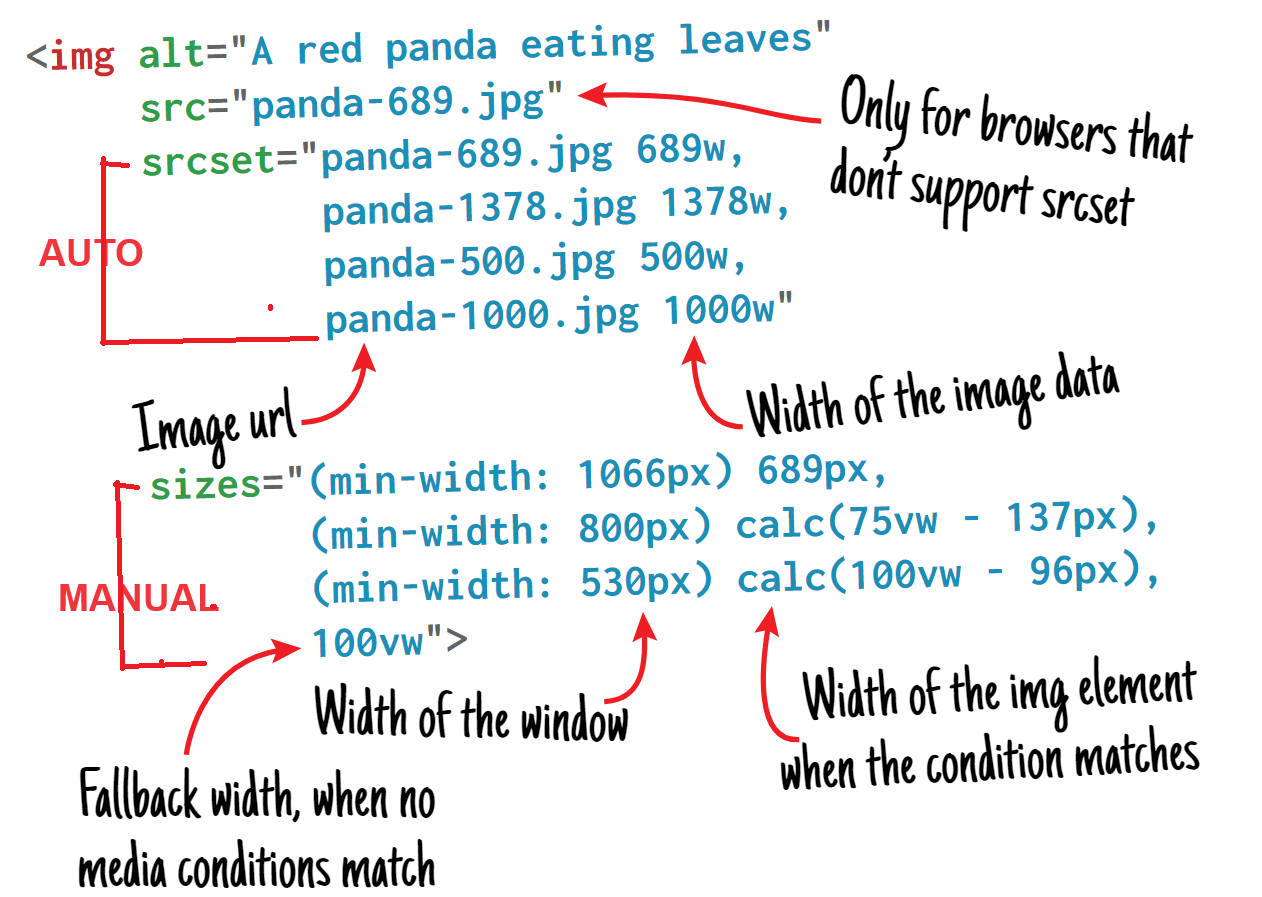 <img alt="A red panda eating leaves"
src="panda-689.jpg"
Only for browsers that
don't support srcset
srcset="panda-689.jpg 689w,
panda-1378.jpg 1378w,
AUTO
panda-500.jpg 500w,
panda-1000.jpg 1000w"
Image url
Width of the image data
sizes="(min-width: 1066px) 689px,
(min-width: 800px) calc(75vw - 137px),
MANUAL
(min-width: 530px) calc(100vw - 96px),
100vw">
Width of the window
Width of the img element
when the condition matches
Fallback width, when no
media conditions match